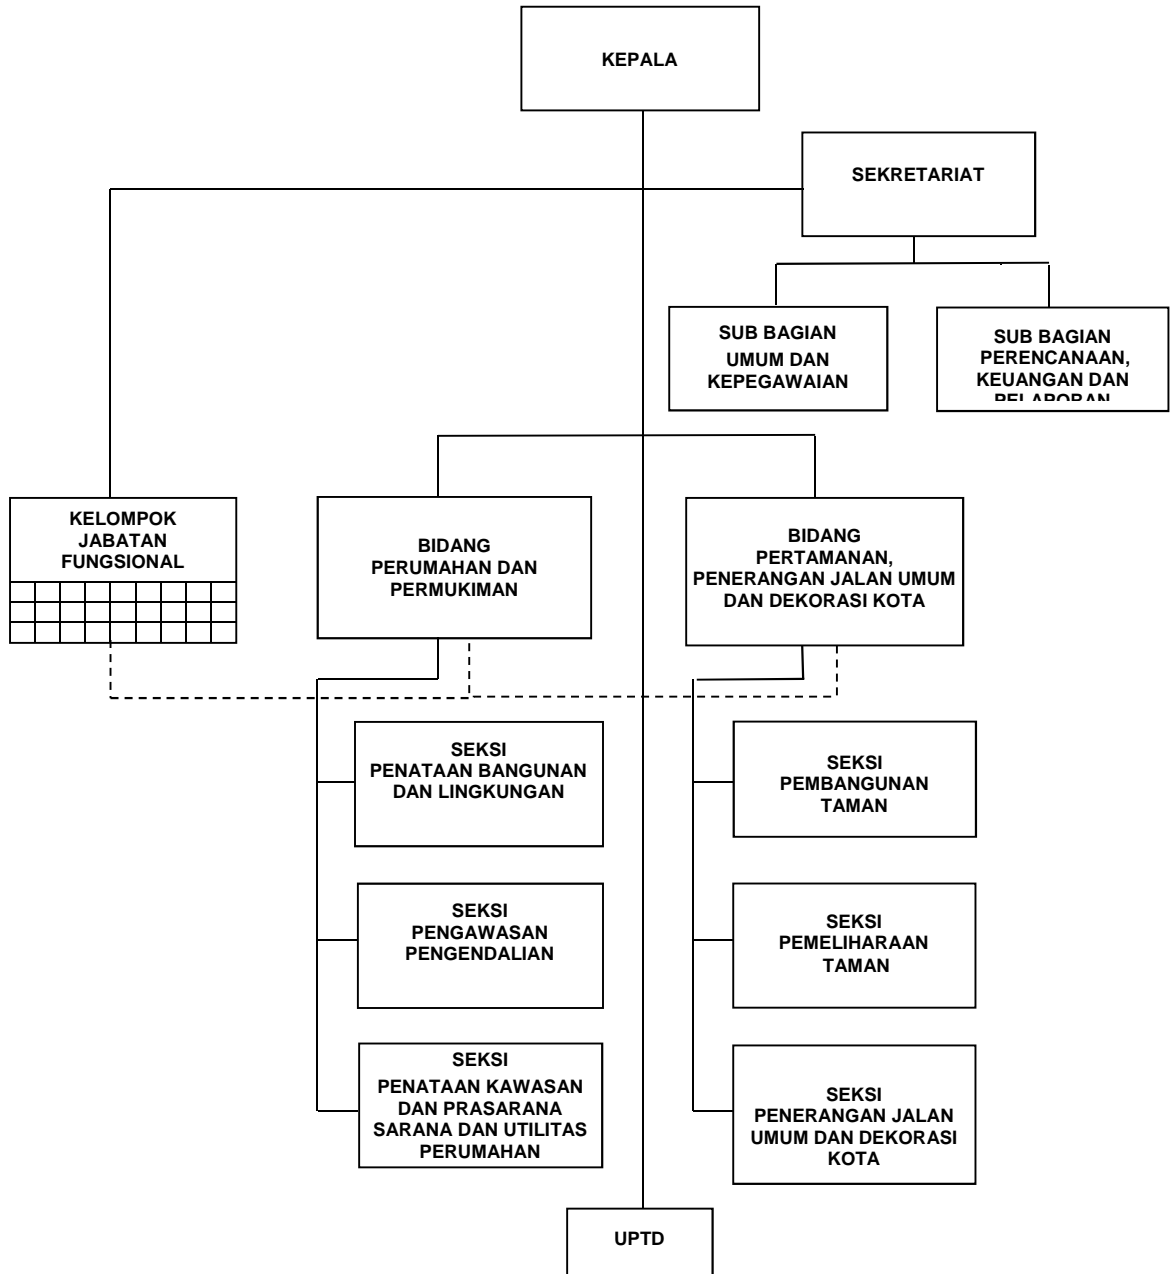 KEPALA
SEKRETARIAT
SUB BAGIAN
UMUM DAN
KEPEGAWAIAN
SUB BAGIAN
PERENCANAAN,
KEUANGAN DAN
PELAPORAN
KELOMPOK
JABATAN
FUNGSIONAL
BIDANG
PERUMAHAN DAN
PERMUKIMAN
BIDANG
PERTAMANAN,
PENERANGAN JALAN UMUM
DAN DEKORASI KOTA
SEKSI
PENATAAN BANGUNAN
DAN LINGKUNGAN
SEKSI
PENGAWASAN
PENGENDALIAN
SEKSI
PENATAAN KAWASAN
DAN PRASARANA
SARANA DAN UTILITAS
PERUMAHAN
SEKSI
PEMBANGUNAN
TAMAN
SEKSI
PEMELIHARAAN
TAMAN
SEKSI
PENERANGAN JALAN
UMUM DAN DEKORASI
KOTA
UPTD